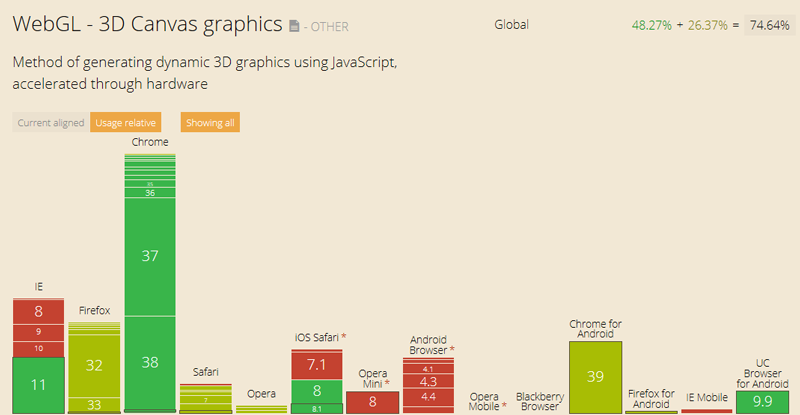 WebGL - 3D Canvas graphics - OTHER
Global
48.27% + 26.37% = 74.64%
Method of generating dynamic 3D graphics using JavaScript,
accelerated through hardware
Current aligned
Usage relative
Showing all
IE
8
9
10
11
Firefox
32
33
Chrome
35
36
37
38
Safari
7
Opera
iOS Safari *
7.1
8
8.1
Opera
Mini *
8
Android
Browser *
4.1
4.3
4.4
Opera
Mobile *
Blackberry
Browser
Chrome for
Android
39
Firefox for
Android
IE Mobile
UC
Browser
for Android
9.9